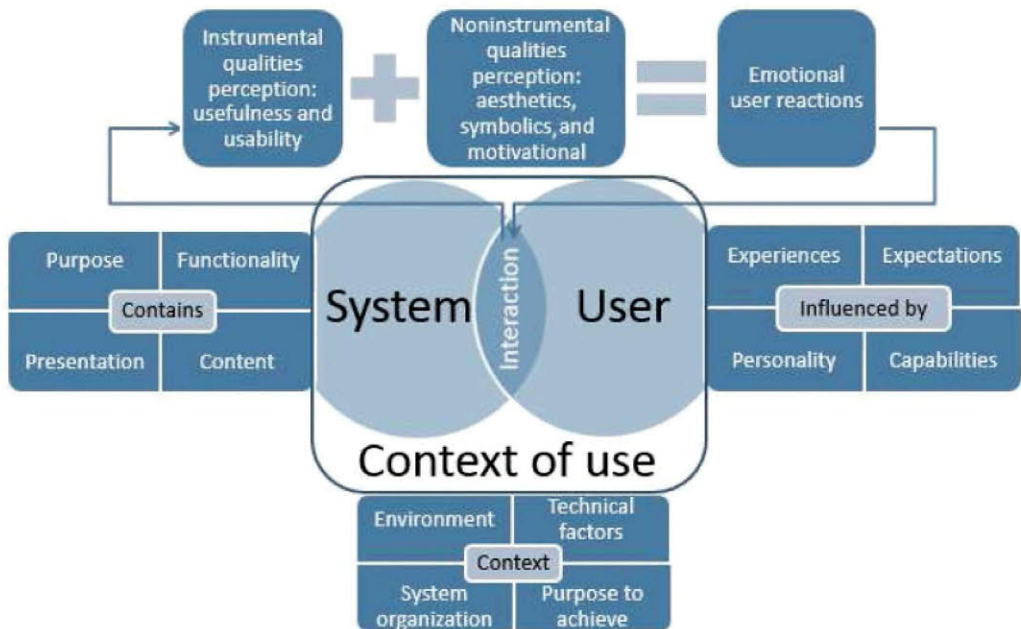 Instrumental
qualities
perception:
usefulness and
usability
Noninstrumental
qualities
perception:
aesthetics,
symbolics, and
motivational
Emotional
user reactions
Purpose
Functionality
Contains
Presentation
Content
System
Interaction
User
Experiences
Expectations
Influenced by
Personality
Capabilities
Context of use
Environment
Technical
factors
Context
System
organization
Purpose to
achieve